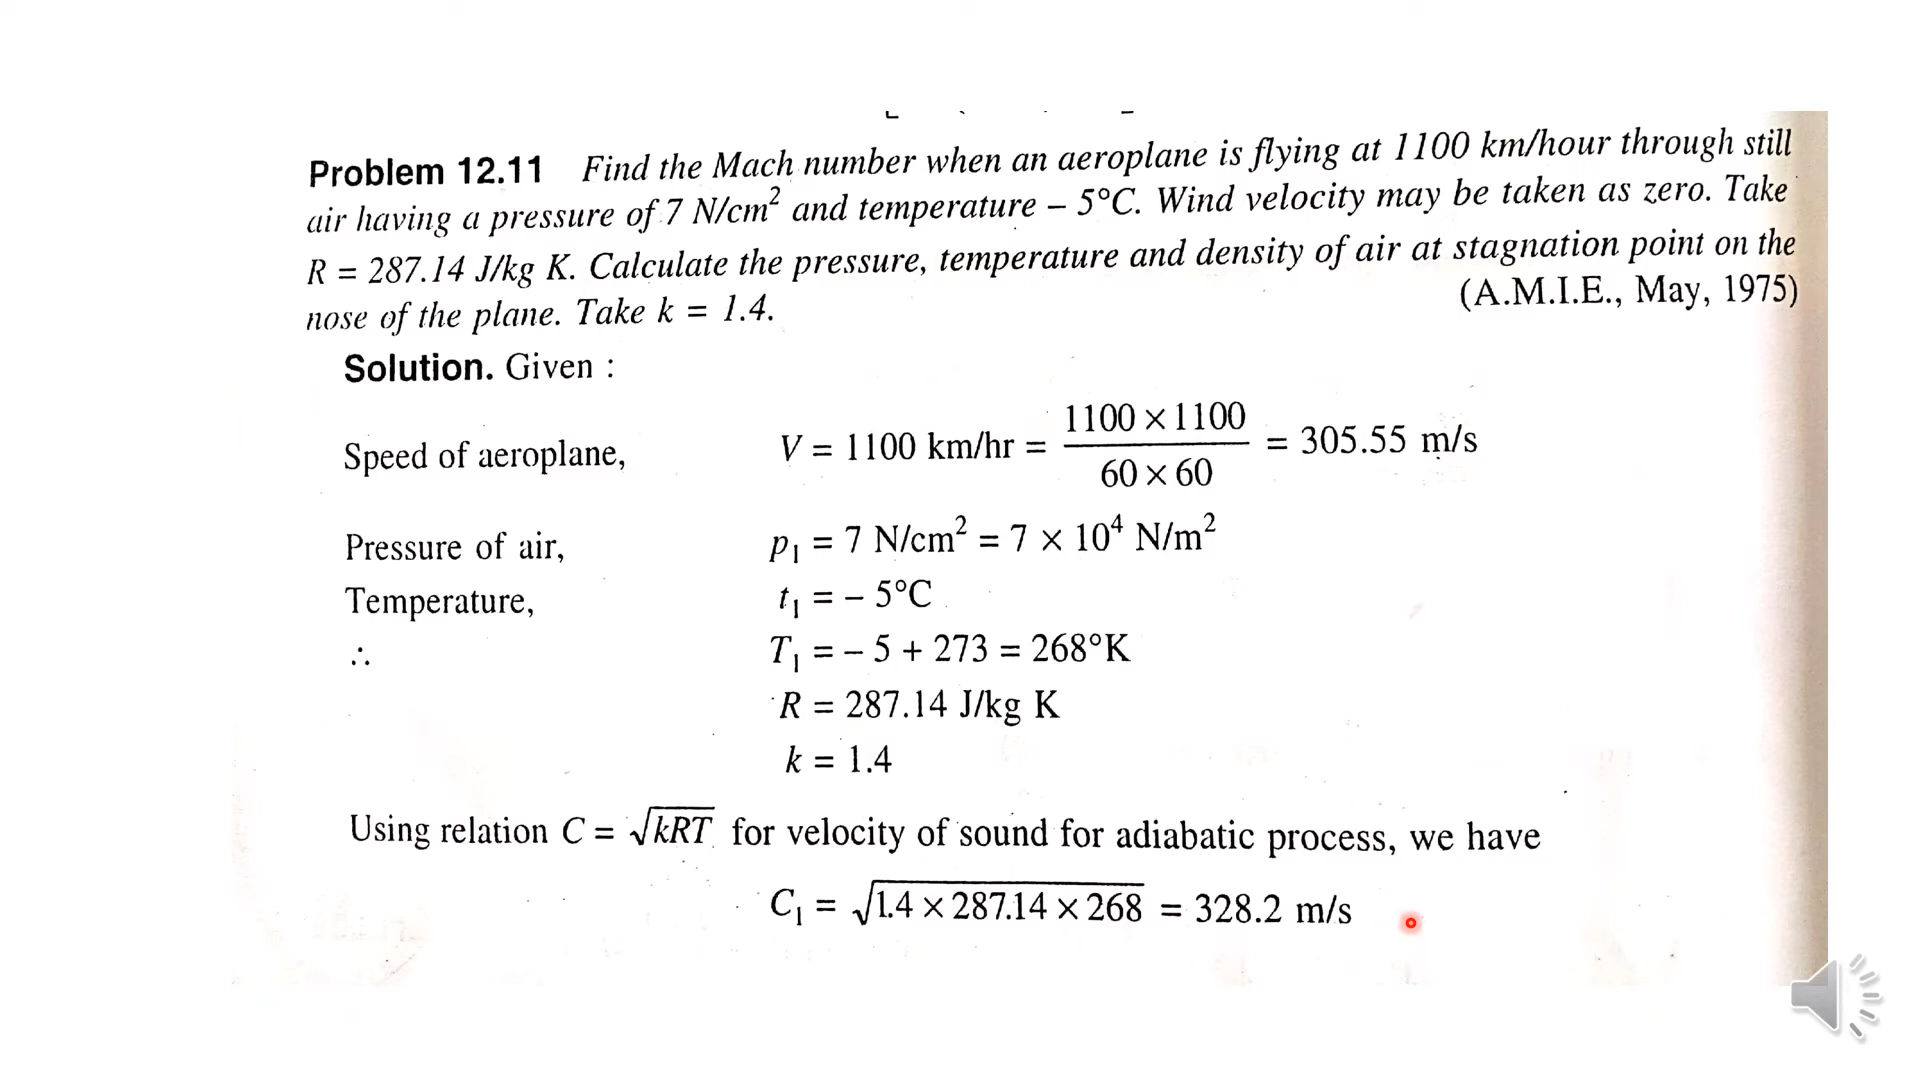 Problem 12.11 Find the Mach number when an aeroplane is flying at 1100 km/hour through still
air having a pressure of 7 N/cm² and temperature – 5°C. Wind velocity may be taken as zero. Take
R = 287.14 J/kg K. Calculate the pressure, temperature and density of air at stagnation point on the
nose of the plane. Take k = 1.4. (A.M.I.E., May, 1975)
Solution. Given :
Speed of aeroplane, V = 1100 km/hr = (1100 × 1100)/(60 × 60) = 305.55 m/s
Pressure of air, p₁ = 7 N/cm² = 7 × 10⁴ N/m²
Temperature, t₁ = – 5°C
∴ T₁ = – 5 + 273 = 268°K
R = 287.14 J/kg K
k = 1.4
Using relation C = √kRT for velocity of sound for adiabatic process, we have
C₁ = √1.4 × 287.14 × 268 = 328.2 m/s